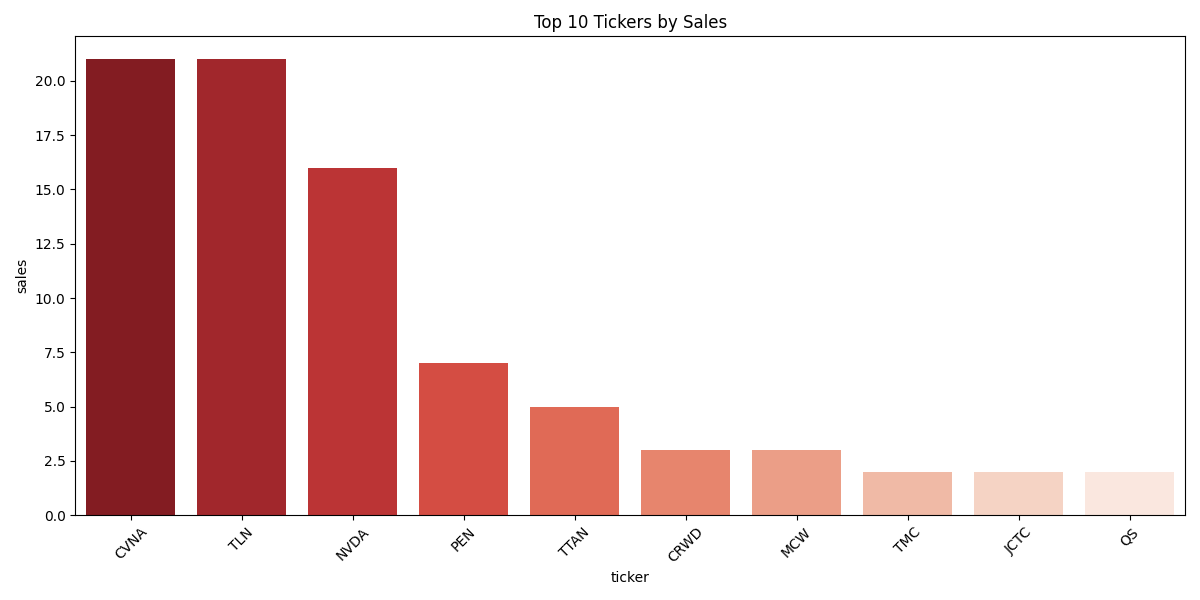 Top 10 Tickers by Sales
sales
20.0
17.5
15.0
12.5
10.0
7.5
5.0
2.5
0.0
CVNA
TLN
NVDA
PEN
TTAN
CRWD
MCW
TMC
JCTC
QS
ticker